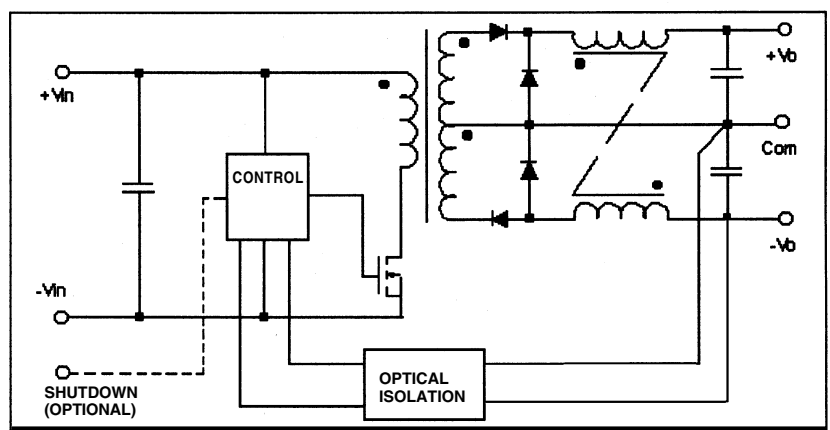 +Vo
+Vin
Com
CONTROL
-Vo
-Vin
OPTICAL
ISOLATION
SHUTDOWN
(OPTIONAL)